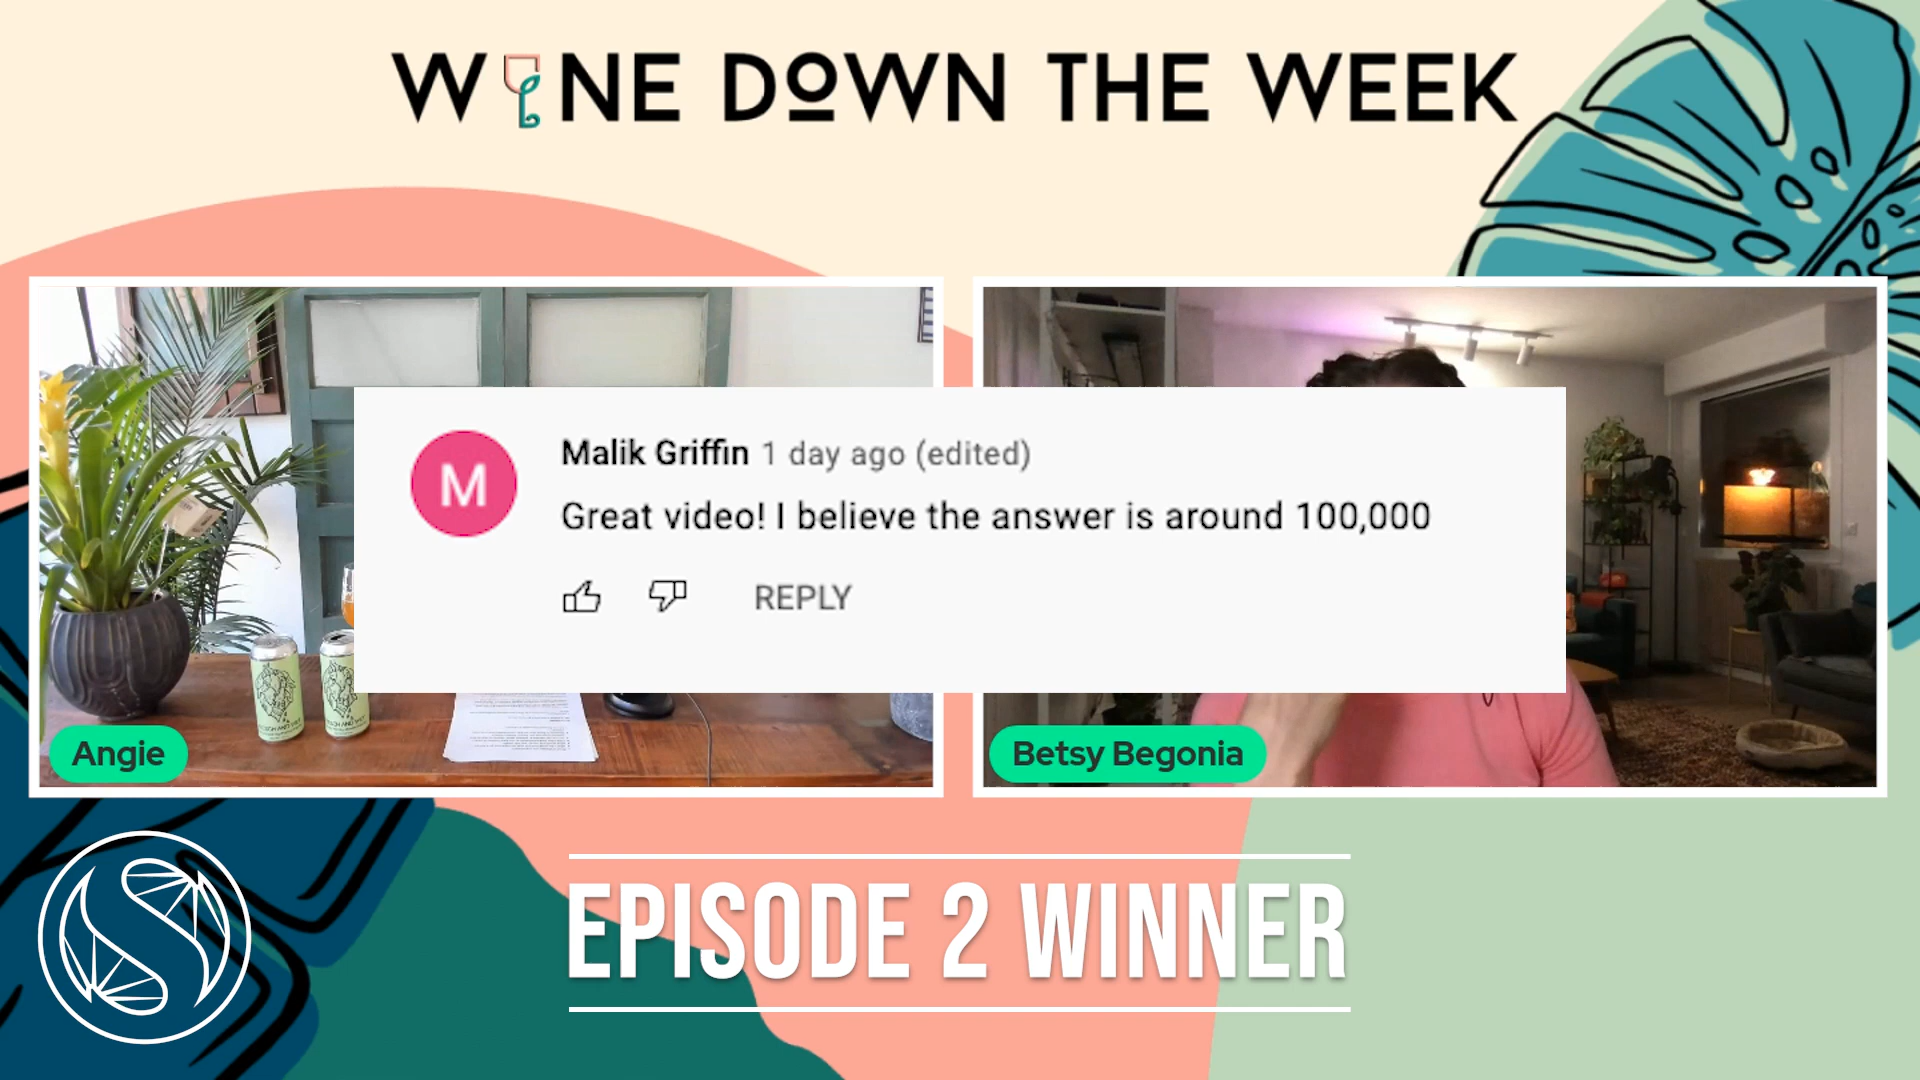 WINE DOWN THE WEEK
Malik Griffin 1 day ago (edited)
M
Great video! I believe the answer is around 100,000
REPLY
Angie
Betsy Begonia
EPISODE 2 WINNER